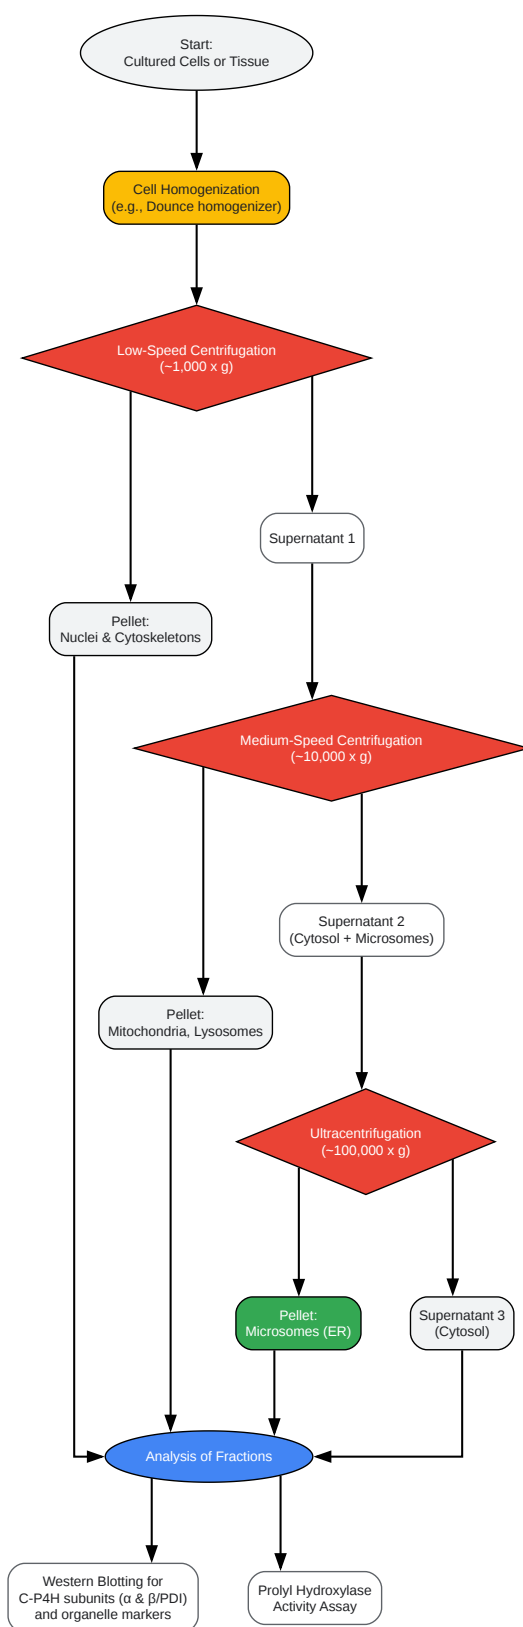 Start:
Cultured Cells or Tissue
Cell Homogenization
(e.g., Dounce homogenizer)
Low-Speed Centrifugation
(~1,000 x g)
Supernatant 1
Pellet:
Nuclei & Cytoskeletons
Medium-Speed Centrifugation
(~10,000 x g)
Supernatant 2
(Cytosol + Microsomes)
Pellet:
Mitochondria, Lysosomes
Ultracentrifugation
(~100,000 x g)
Pellet:
Microsomes (ER)
Supernatant 3
(Cytosol)
Analysis of Fractions
Western Blotting for
C-P4H subunits (α & β/PDI)
and organelle markers
Prolyl Hydroxylase
Activity Assay